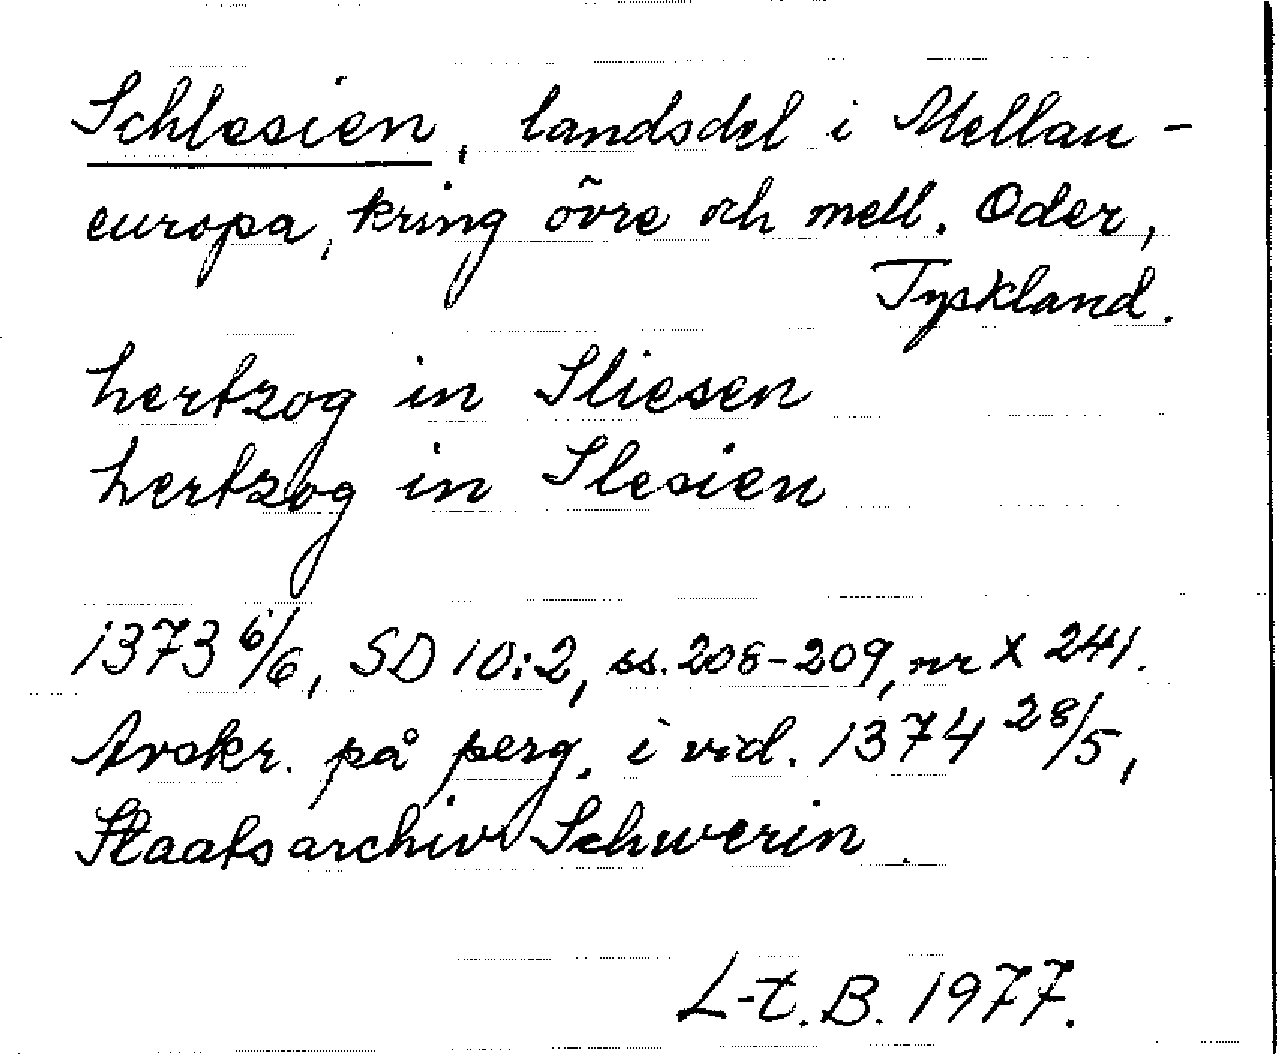 Schlesien, landsdel i Mellan-
europa, kring övre och mell. Oder,
Tyskland.
hertzog in Sliesen
hertzog in Slesien
1373 6/6, SD 10:2, ss. 208-209, nr X 241.
Avskr. på perg. i vid. 1374 28/5,
Staatsarchiv Schwerin.
L-t. B. 1977.